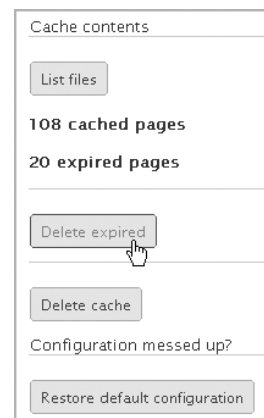 Cache contents
List files
108 cached pages
20 expired pages
Delete expired
Delete cache
Configuration messed up?
Restore default configuration